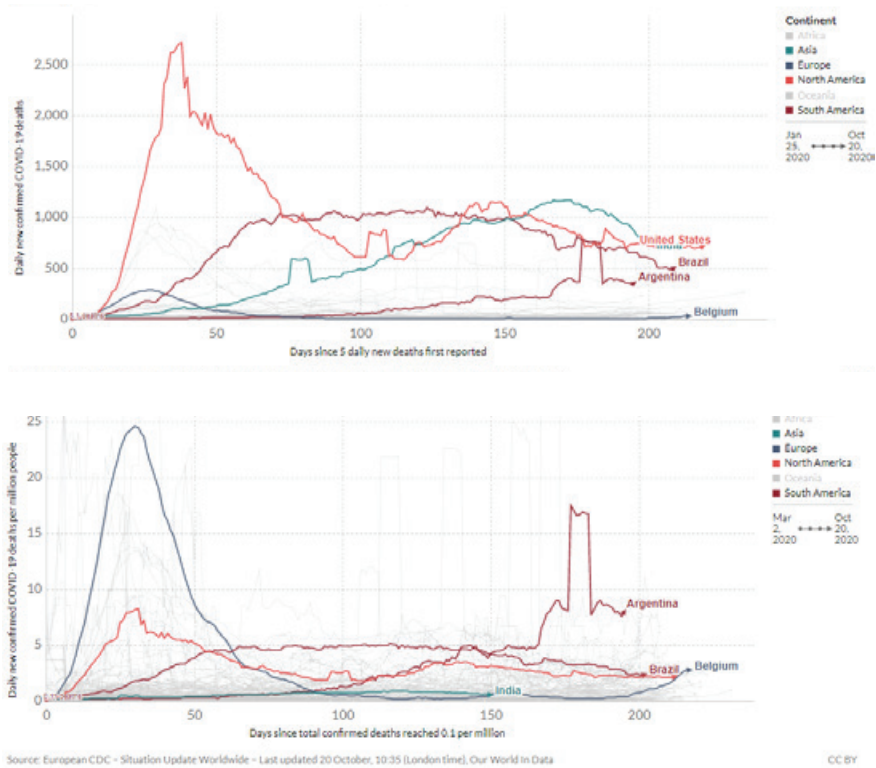 Continent
Africa
Asia
Europe
North America
Oceania
South America
Jan 25, 2020
Oct 20, 2020
Daily new confirmed COVID-19 deaths
2,500
2,000
1,500
1,000
500
0
United States
Brazil
Argentina
Belgium
0 50 100 150 200
Days since 5 daily new deaths first reported
Africa
Asia
Europe
North America
Oceania
South America
Mar 2, 2020
Oct 20, 2020
Daily new confirmed COVID-19 deaths per million people
25
20
15
10
5
0
Argentina
Belgium
Brazil
India
0 50 100 150 200
Days since total confirmed deaths reached 0.1 per million
Source: European CDC – Situation Update Worldwide – Last updated 20 October, 10:35 (London time), Our World In Data
CC BY